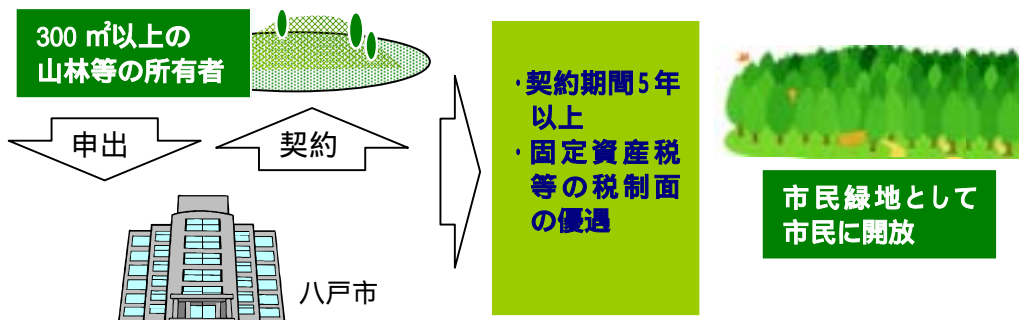 300 ㎡以上の
山林等の所有者
申出
契約
八戸市
・契約期間5年
以上
・固定資産税
等の税制面
の優遇
市民緑地として
市民に開放